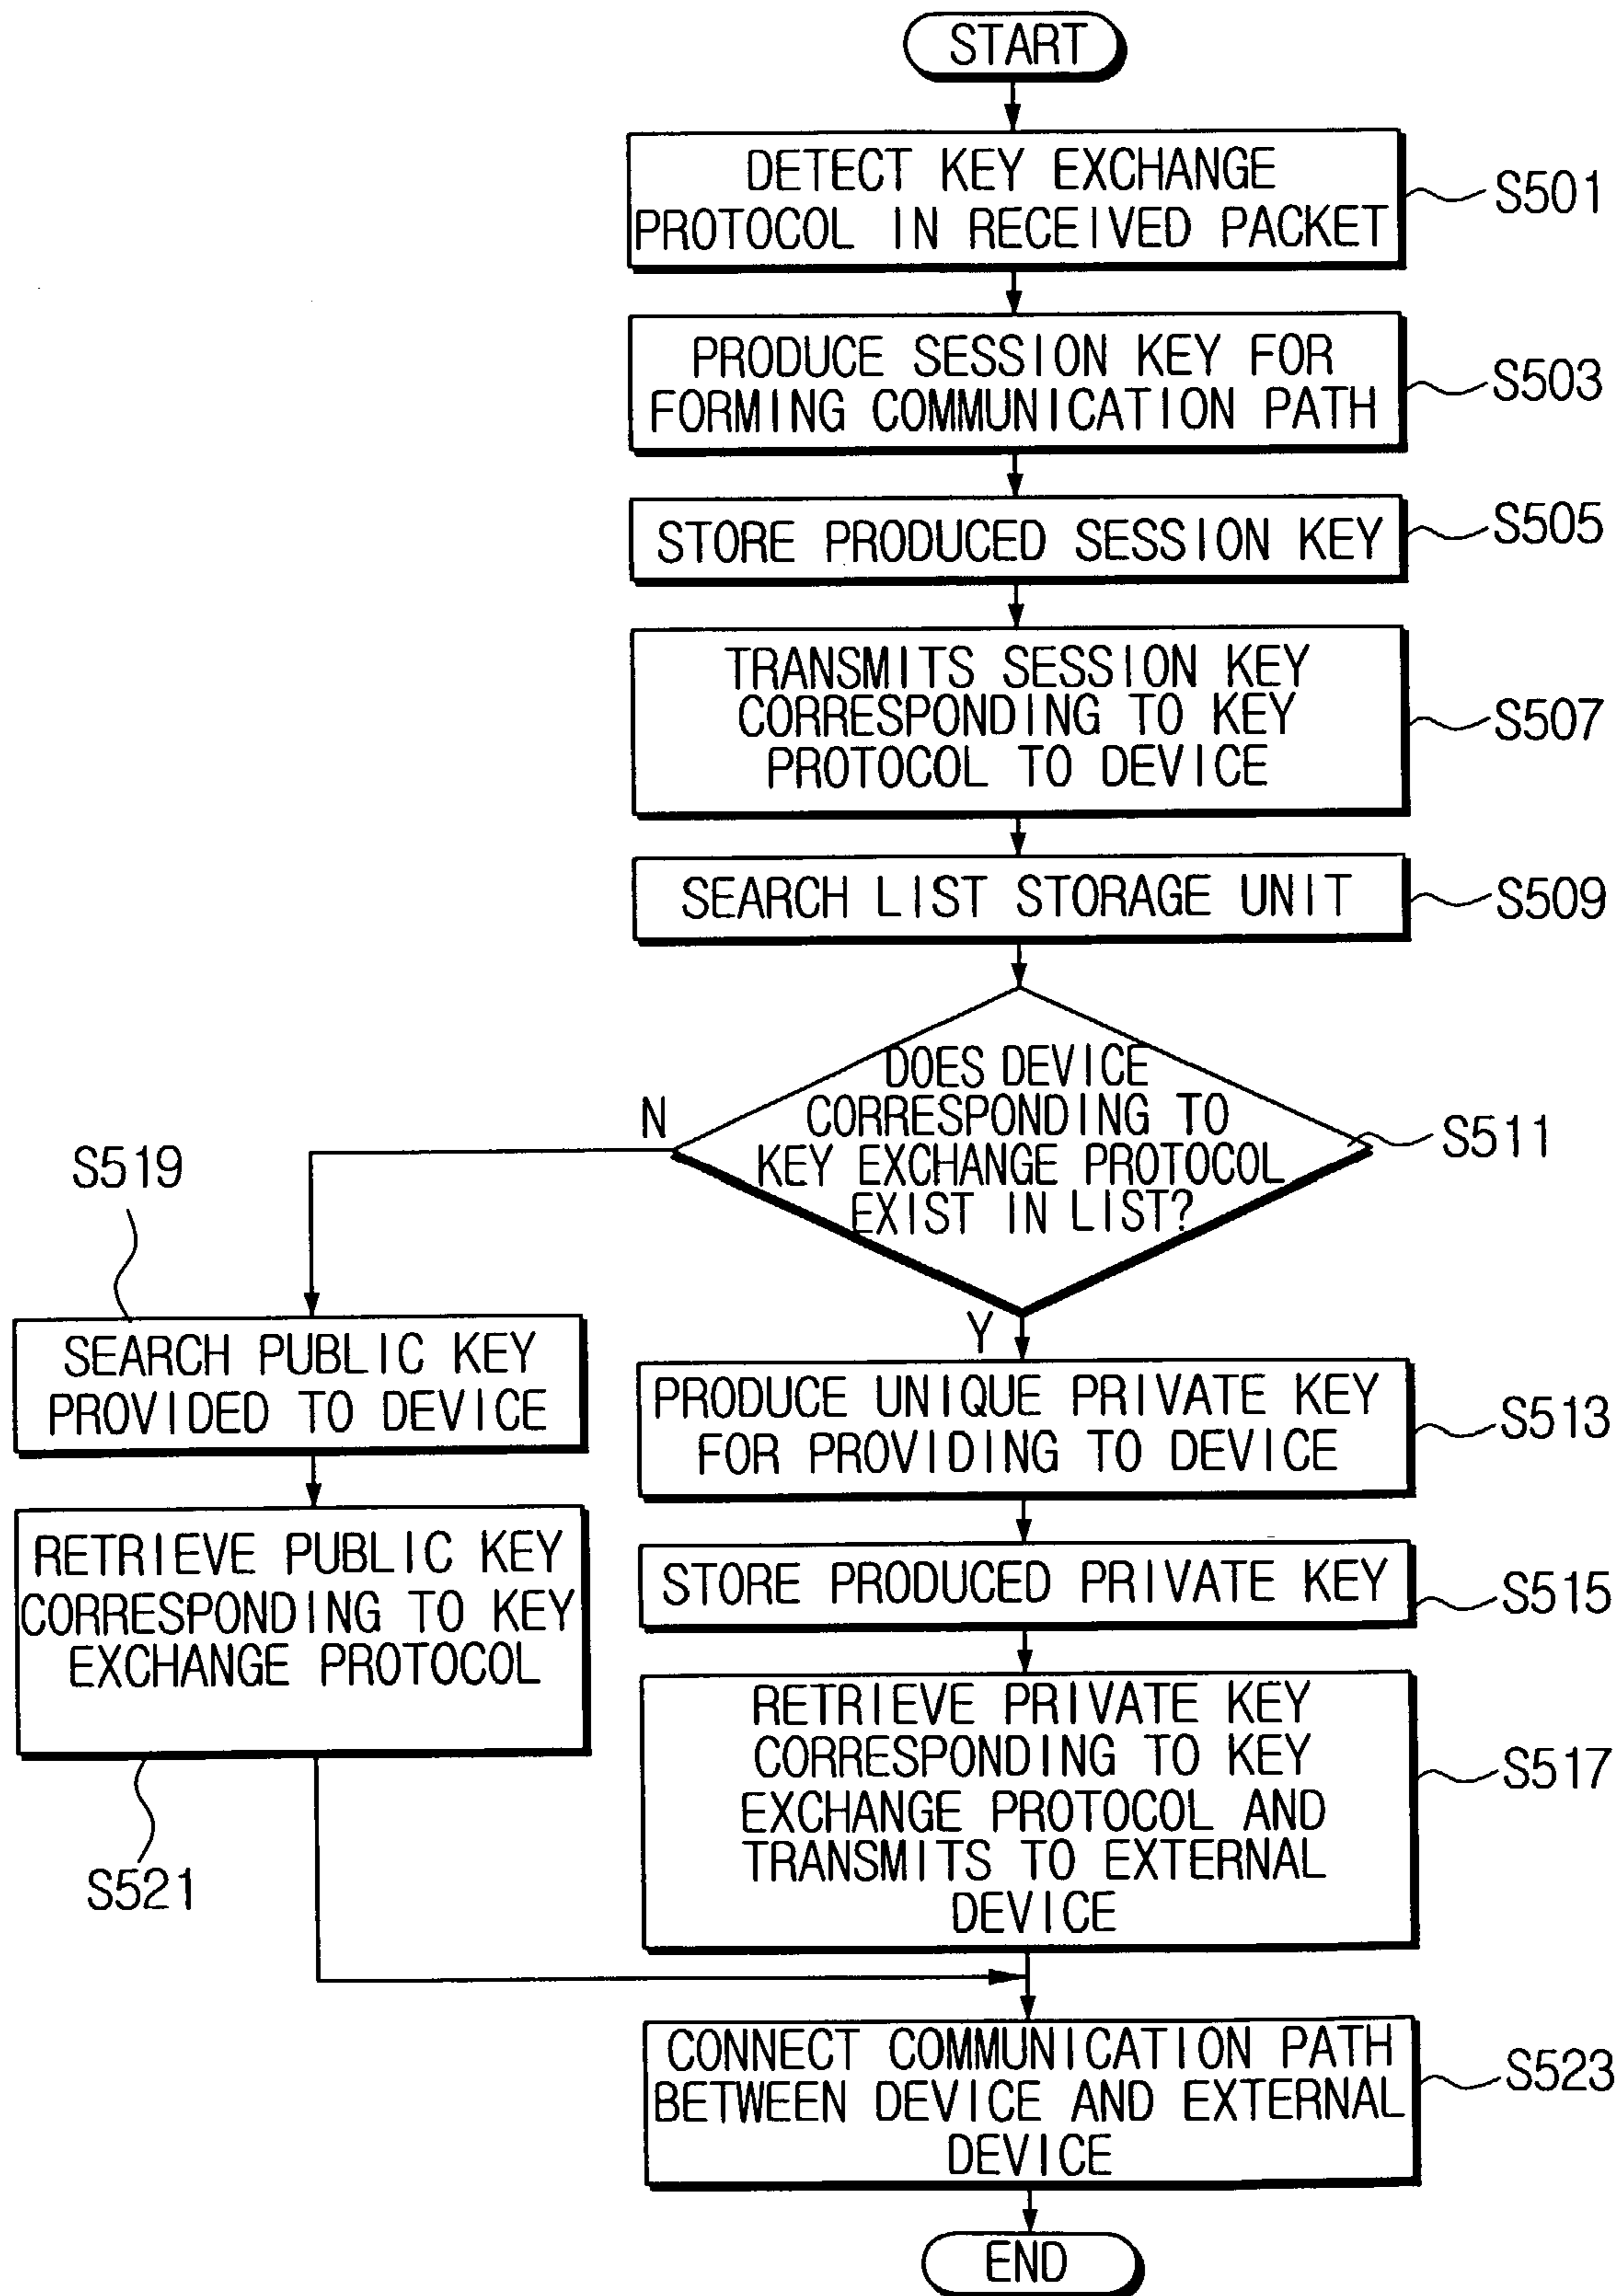 START
DETECT KEY EXCHANGE
PROTOCOL IN RECEIVED PACKET
S501
PRODUCE SESSION KEY FOR
FORMING COMMUNICATION PATH
S503
STORE PRODUCED SESSION KEY
S505
TRANSMITS SESSION KEY
CORRESPONDING TO KEY
PROTOCOL TO DEVICE
S507
SEARCH LIST STORAGE UNIT
S509
DOES DEVICE
CORRESPONDING TO
KEY EXCHANGE PROTOCOL
EXIST IN LIST?
S511
N
Y
S519
SEARCH PUBLIC KEY
PROVIDED TO DEVICE
RETRIEVE PUBLIC KEY
CORRESPONDING TO KEY
EXCHANGE PROTOCOL
S521
PRODUCE UNIQUE PRIVATE KEY
FOR PROVIDING TO DEVICE
S513
STORE PRODUCED PRIVATE KEY
S515
RETRIEVE PRIVATE KEY
CORRESPONDING TO KEY
EXCHANGE PROTOCOL AND
TRANSMITS TO EXTERNAL
DEVICE
S517
CONNECT COMMUNICATION PATH
BETWEEN DEVICE AND EXTERNAL
DEVICE
S523
END